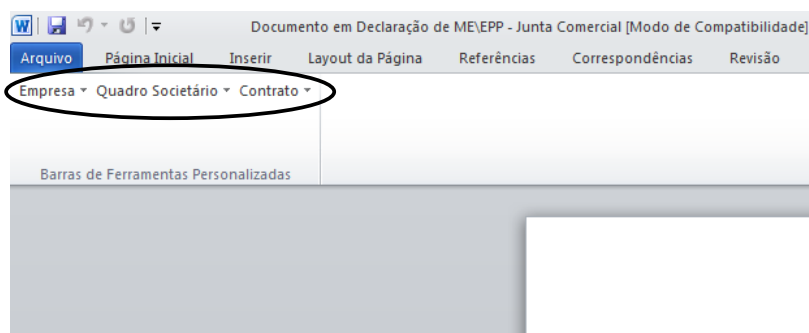 Documento em Declaração de ME\EPP - Junta Comercial [Modo de Compatibilidade]
Arquivo Página Inicial Inserir Layout da Página Referências Correspondências Revisão
Empresa Quadro Societário Contrato
Barras de Ferramentas Personalizadas